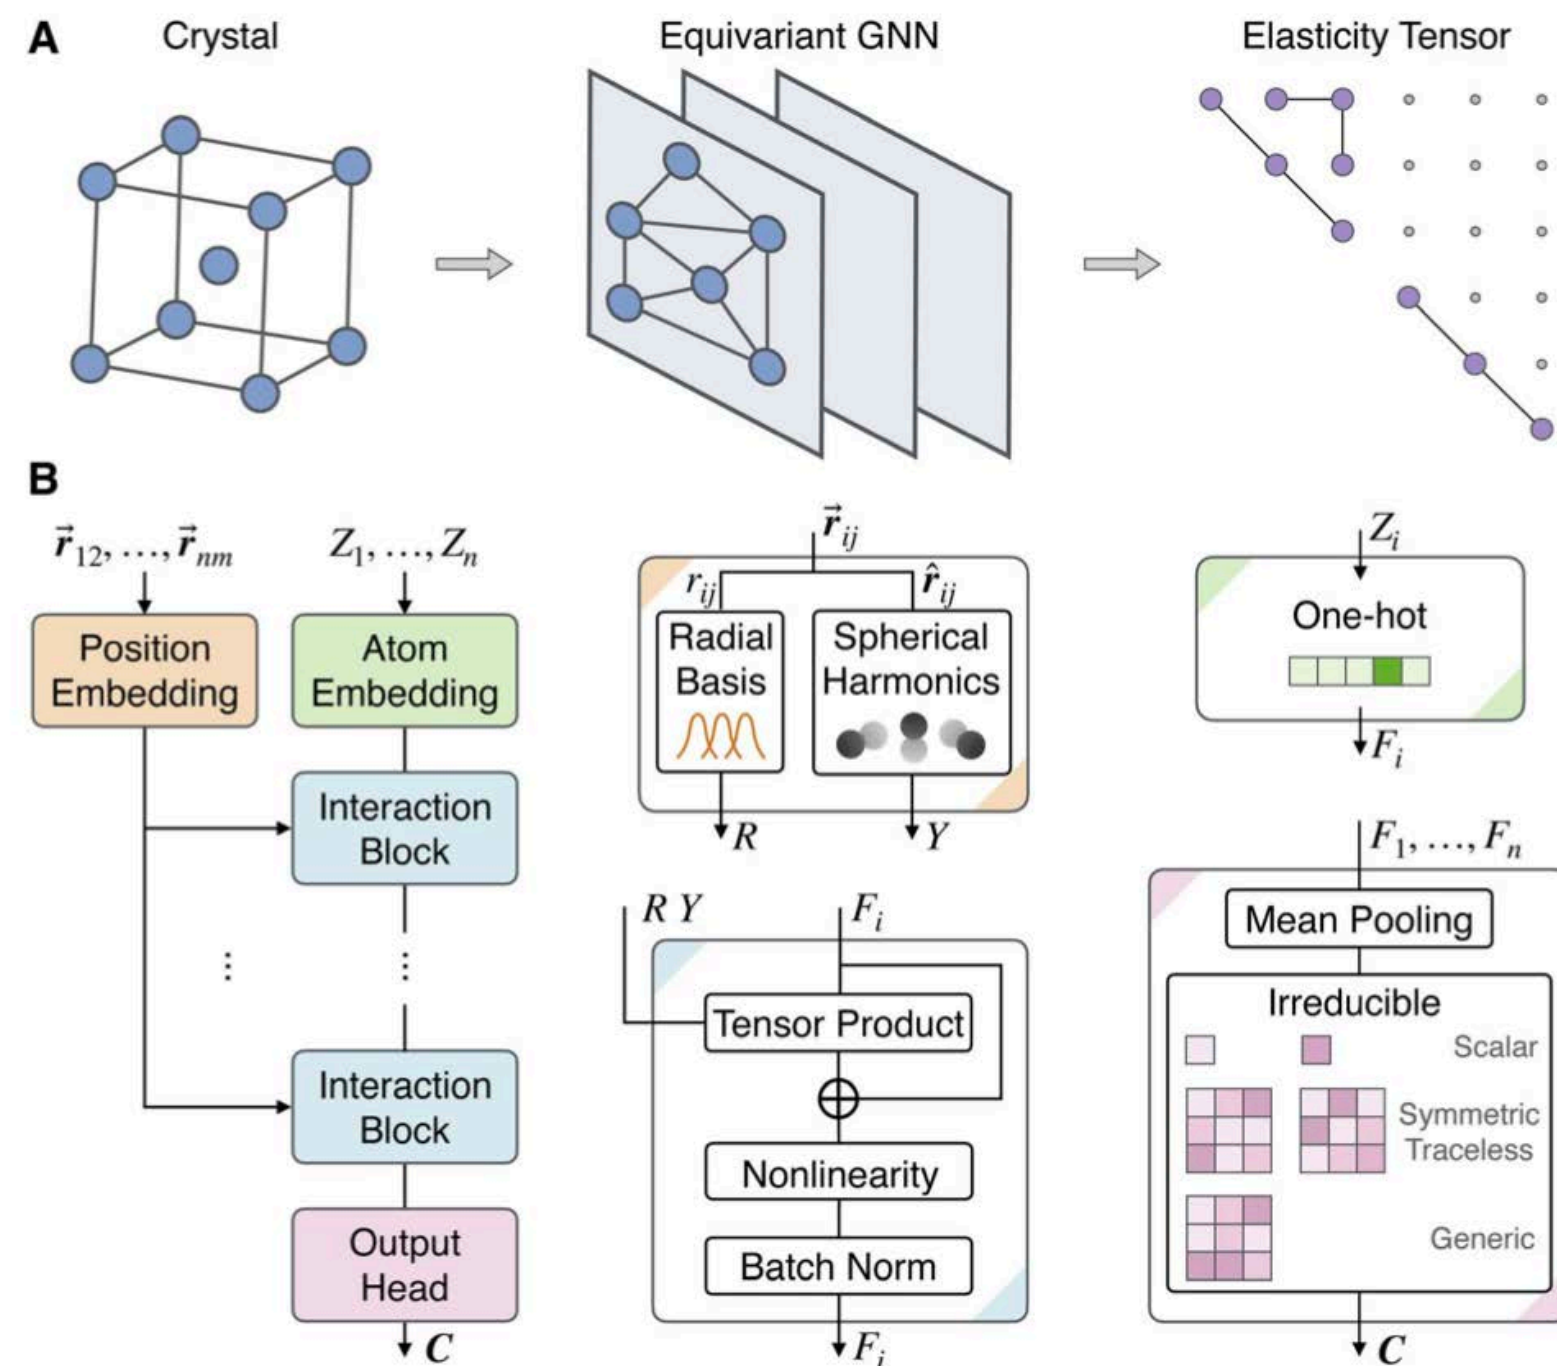 A
Crystal
Equivariant GNN
Elasticity Tensor
B
r⃗12, …, r⃗nm
Z1, …, Zn
Position
Embedding
Atom
Embedding
Interaction
Block
⋮
⋮
Interaction
Block
Output
Head
C
r⃗ij
rij
r̂ij
Radial
Basis
Spherical
Harmonics
R
Y
R Y
Fi
Tensor Product
Nonlinearity
Batch Norm
Fi
Zi
One-hot
Fi
F1, …, Fn
Mean Pooling
Irreducible
Scalar
Symmetric
Traceless
Generic
C